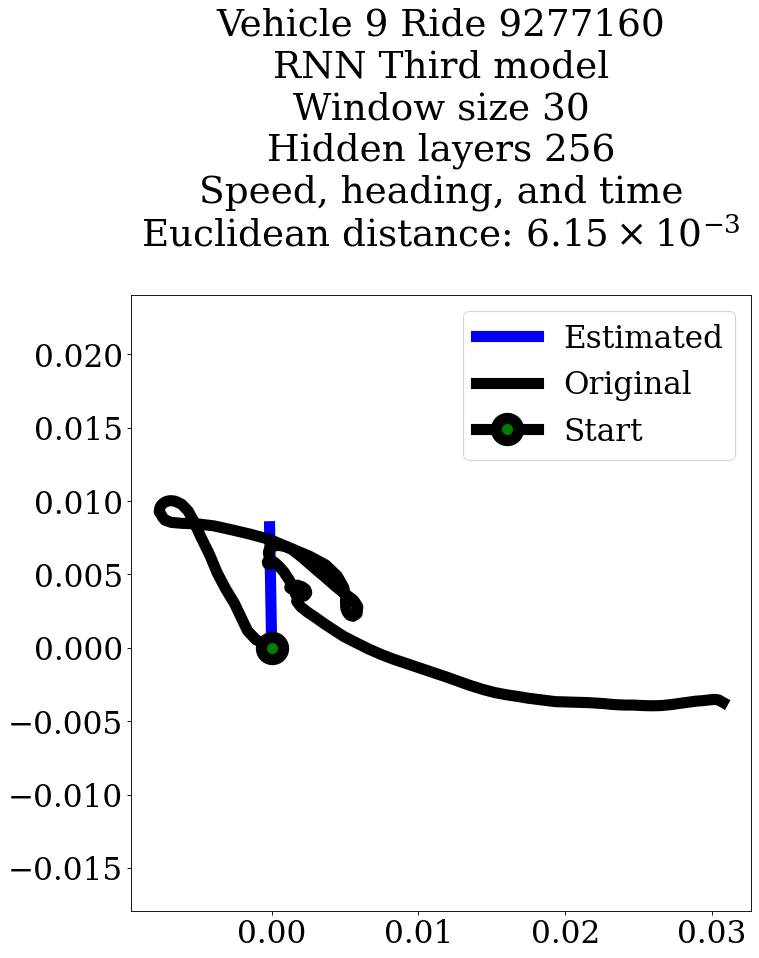 Vehicle 9 Ride 9277160
RNN Third model
Window size 30
Hidden layers 256
Speed, heading, and time
Euclidean distance: 6.15 × 10⁻³
Estimated
Original
Start
0.020
0.015
0.010
0.005
0.000
−0.005
−0.010
−0.015
0.00 0.01 0.02 0.03